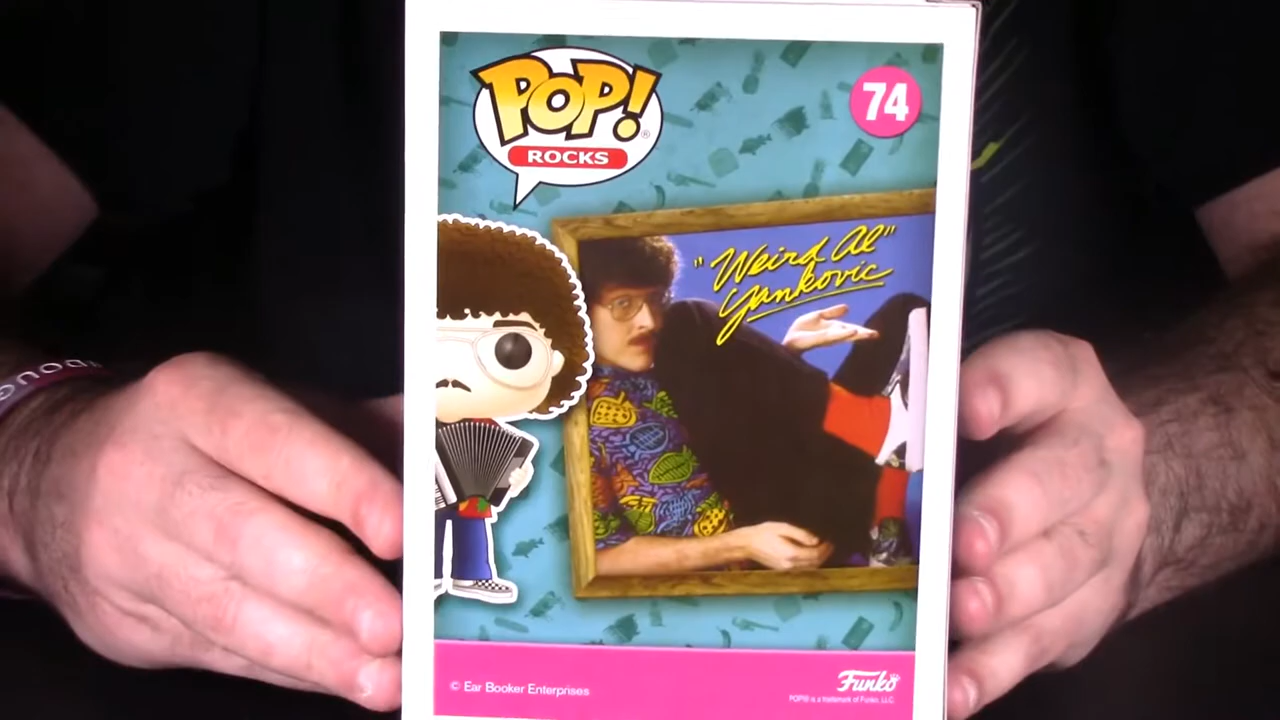 POP!
ROCKS
74
"Weird Al"
Yankovic
© Ear Booker Enterprises
Funko
POP!® is a trademark of Funko, LLC